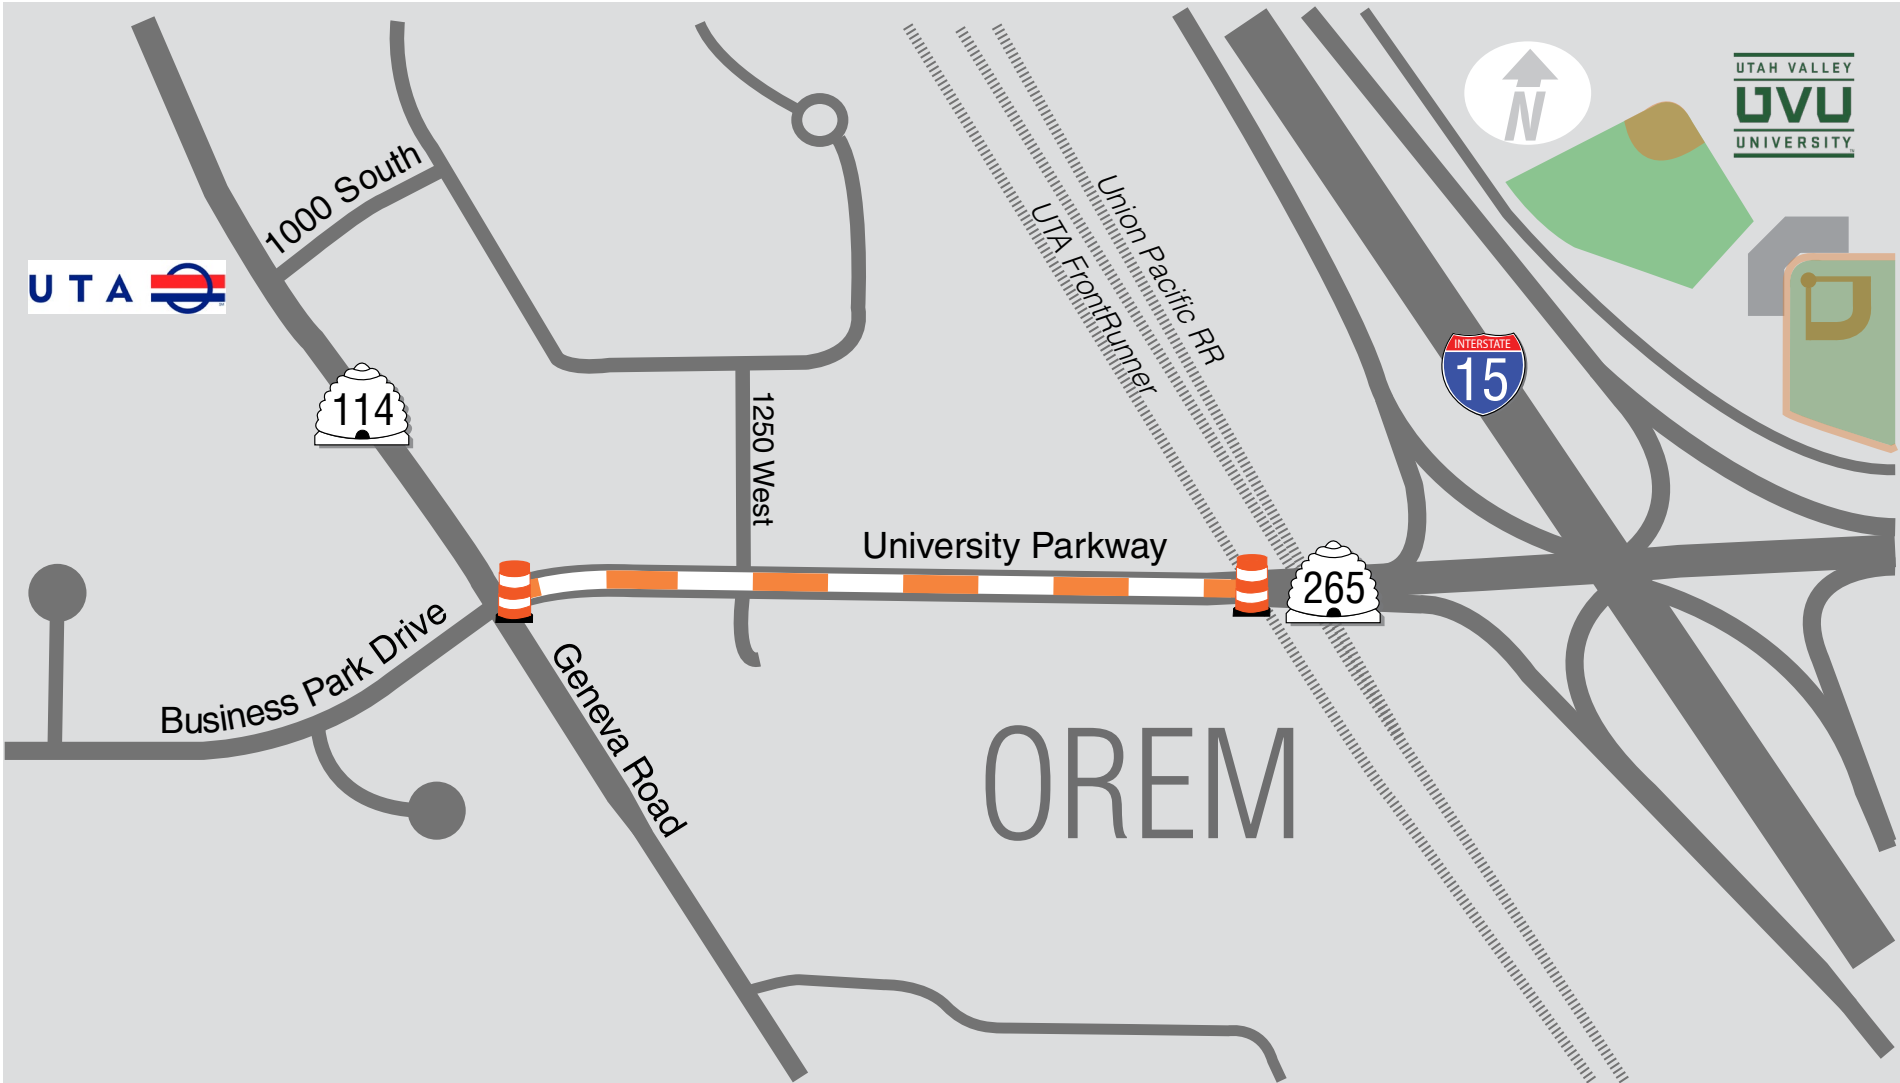 UTAH VALLEY
UVU
UNIVERSITY
N
1000 South
Union Pacific RR
UTA FrontRunner
UTA
INTERSTATE
15
114
1250 West
University Parkway
265
Business Park Drive
Geneva Road
OREM